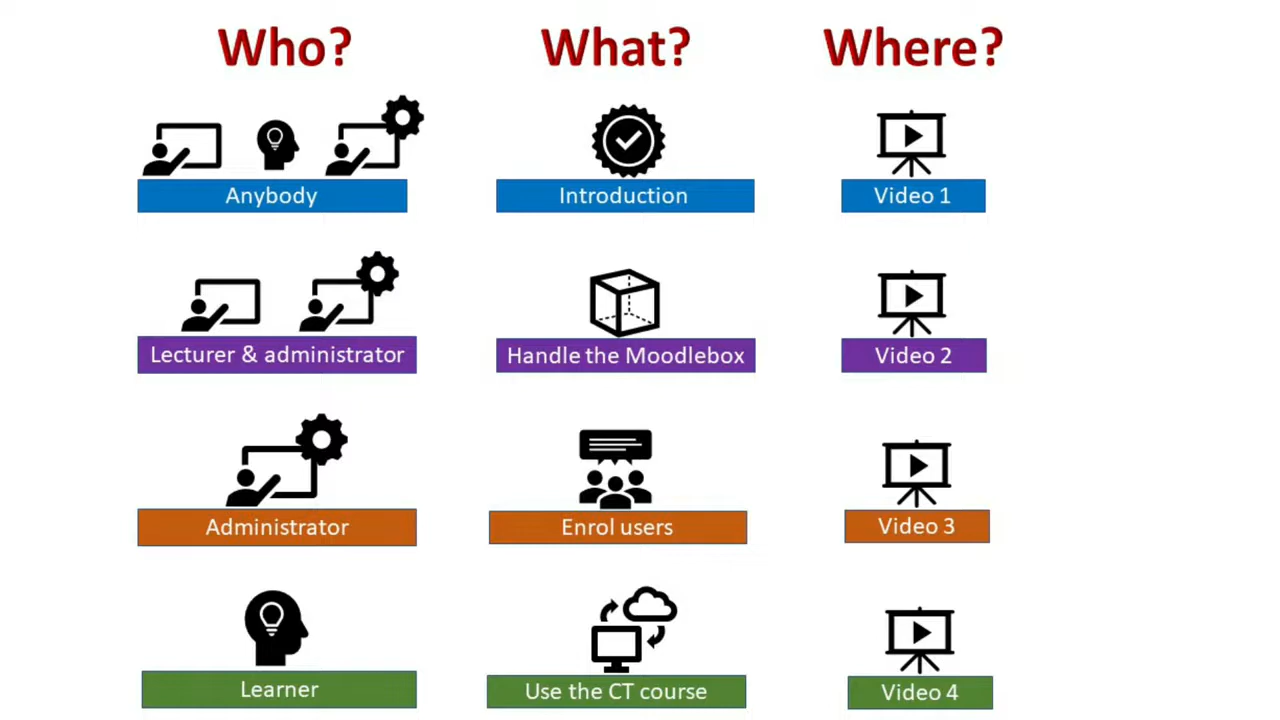 Who? What? Where?
Anybody Introduction Video 1
Lecturer & administrator Handle the Moodlebox Video 2
Administrator Enrol users Video 3
Learner Use the CT course Video 4